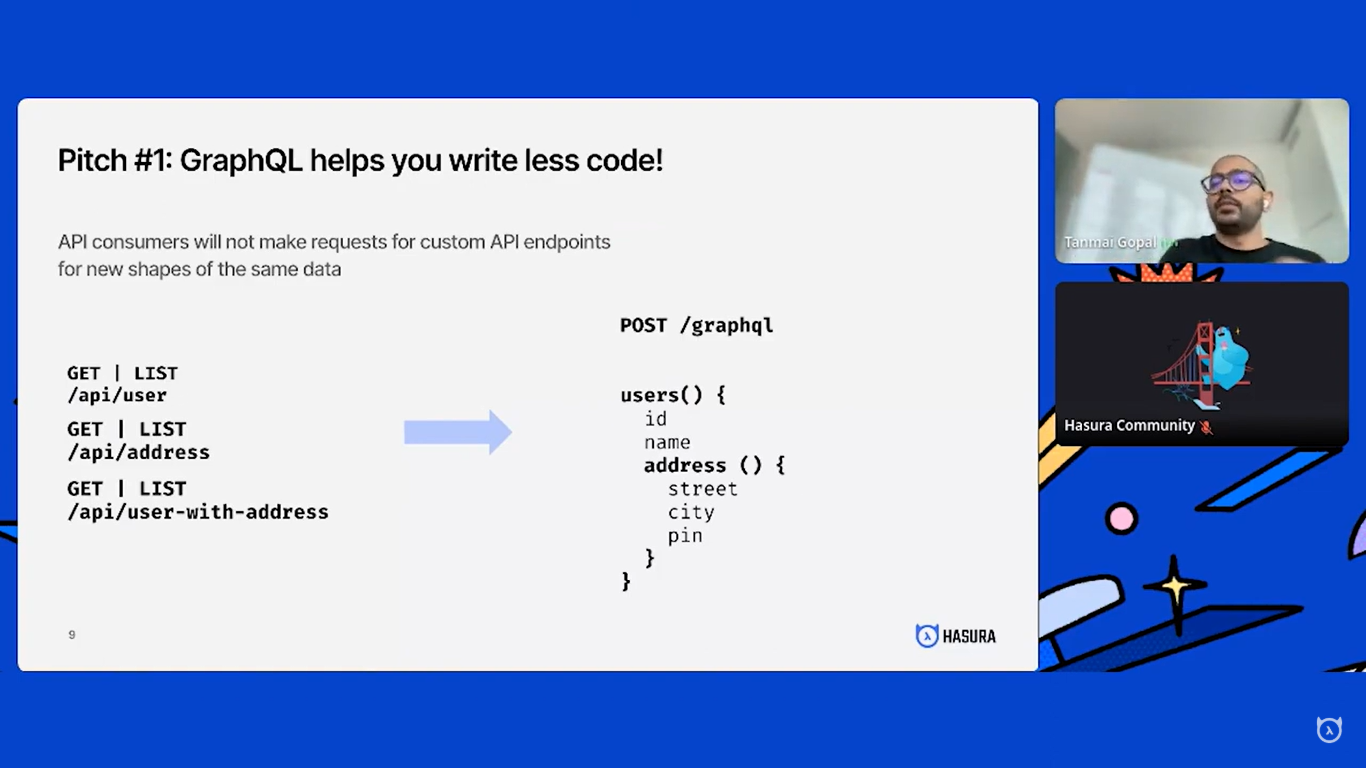 Pitch #1: GraphQL helps you write less code!
API consumers will not make requests for custom API endpoints
for new shapes of the same data
GET | LIST
/api/user
GET | LIST
/api/address
GET | LIST
/api/user-with-address
POST /graphql
users() {
id
name
address () {
street
city
pin
}
}
9
HASURA
Tanmai Gopal
Hasura Community